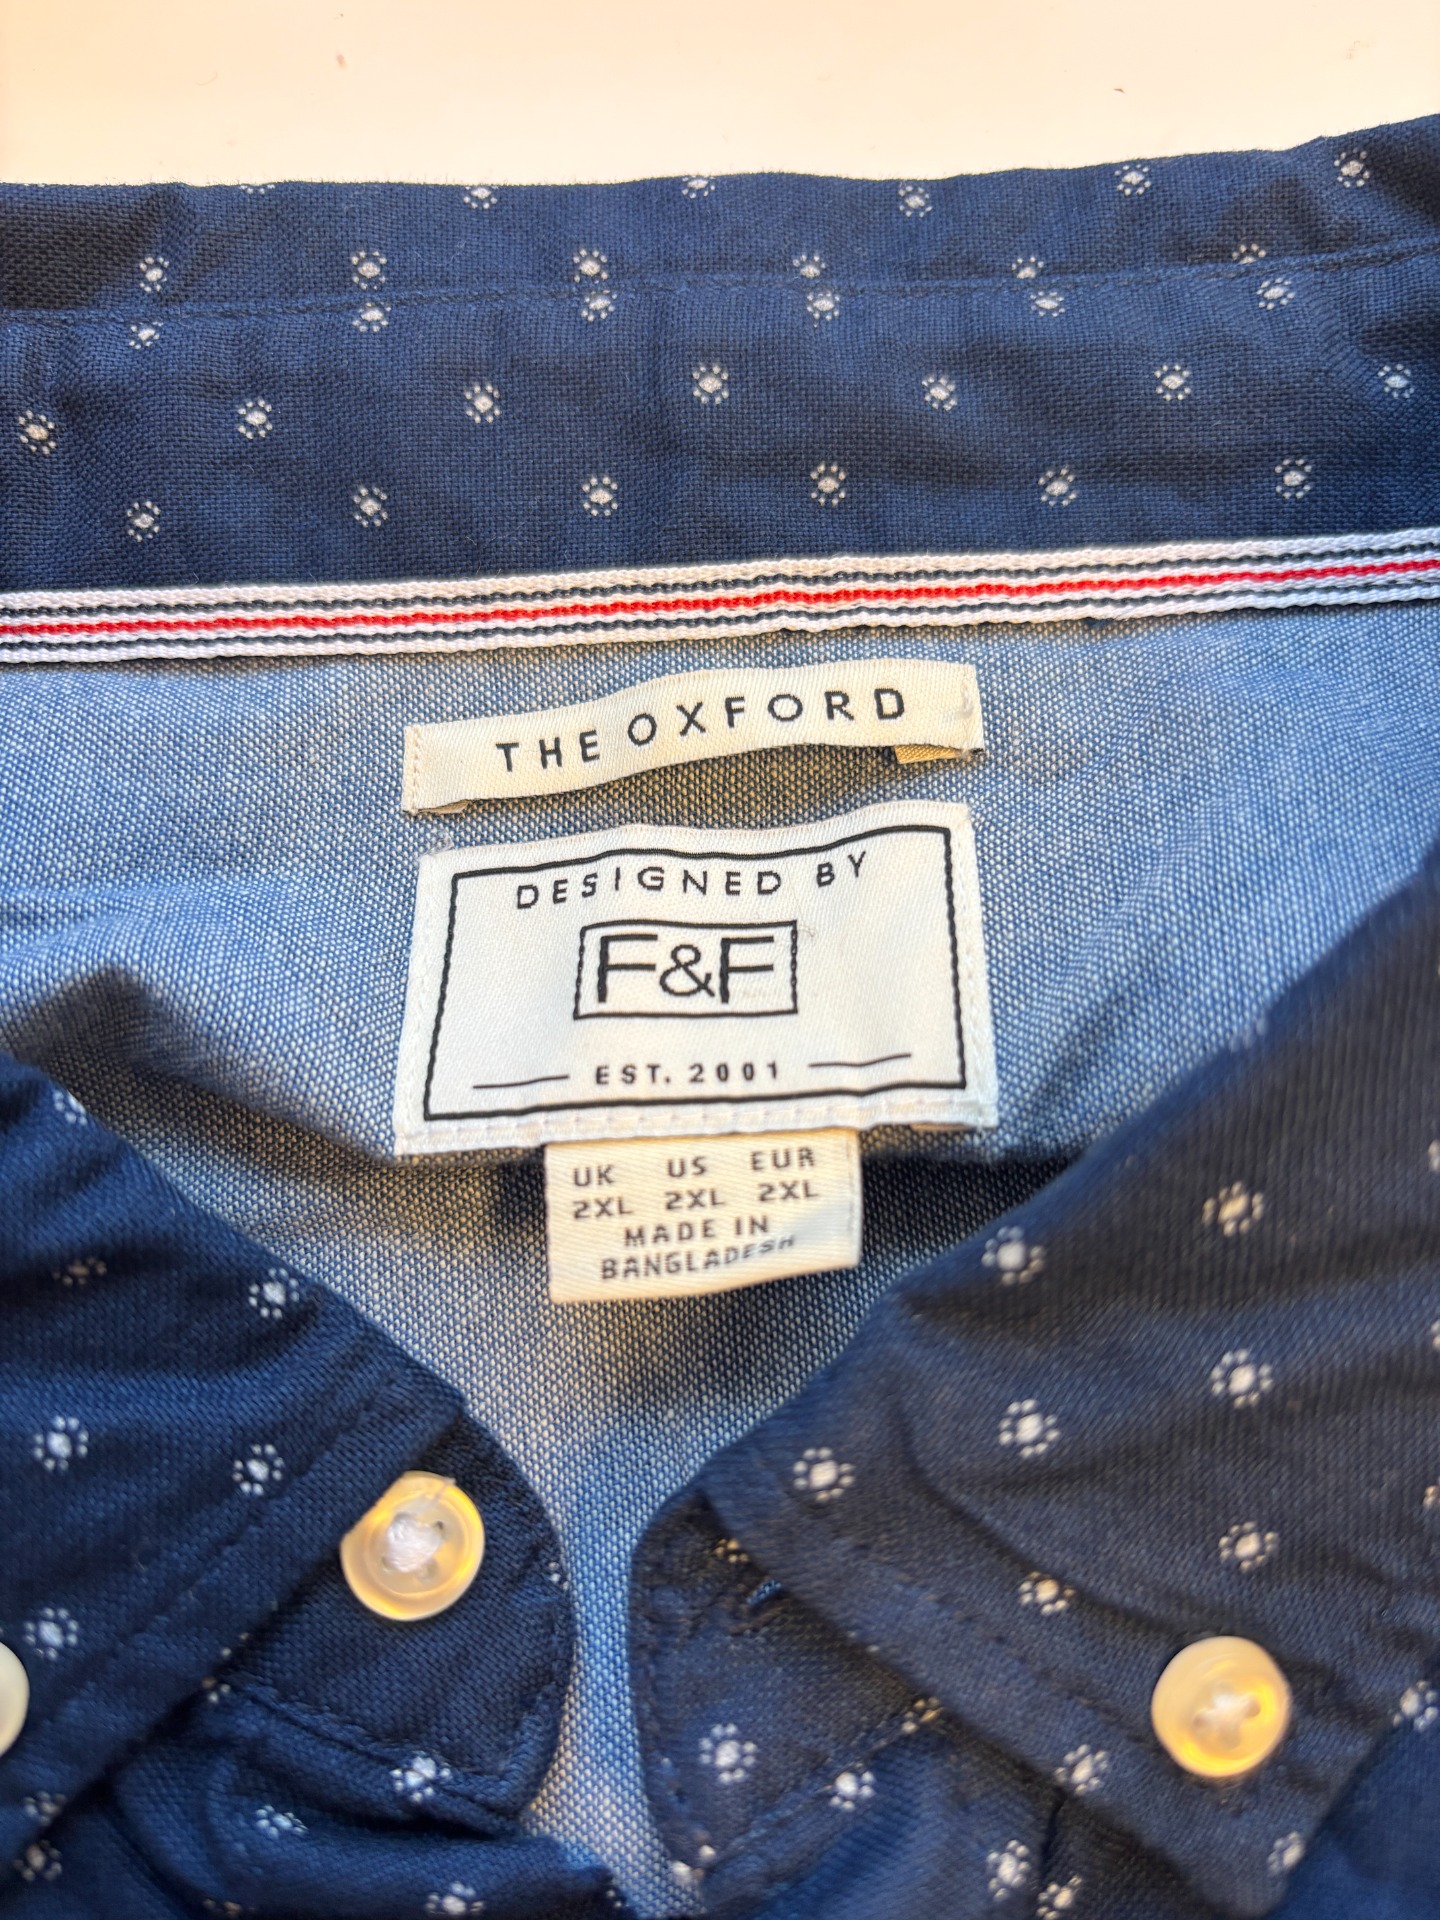 THE OXFORD
DESIGNED BY
F&F
EST. 2001
UK US EUR
2XL 2XL 2XL
MADE IN
BANGLADESH